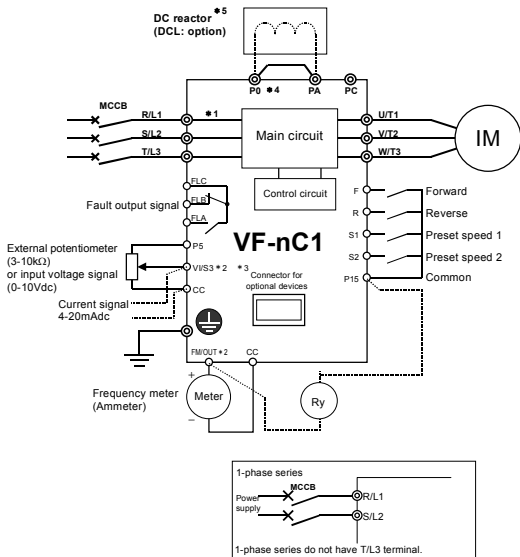 DC reactor *5
(DCL: option)
P0 *4 PA PC
MCCB
R/L1 *1 U/T1
S/L2 V/T2
T/L3 W/T3
Main circuit
IM
Control circuit
FLC
FLB
FLA
Fault output signal
F Forward
R Reverse
S1 Preset speed 1
S2 Preset speed 2
P15 Common
VF-nC1
P5
External potentiometer
(3-10kΩ)
or input voltage signal
(0-10Vdc)
VI/S3 *2 *3
Connector for
optional devices
Current signal
4-20mAdc
CC
FM/OUT *2 CC
+
Frequency meter
(Ammeter)
Meter
−
Ry
1-phase series
MCCB
Power
supply
R/L1
S/L2
1-phase series do not have T/L3 terminal.